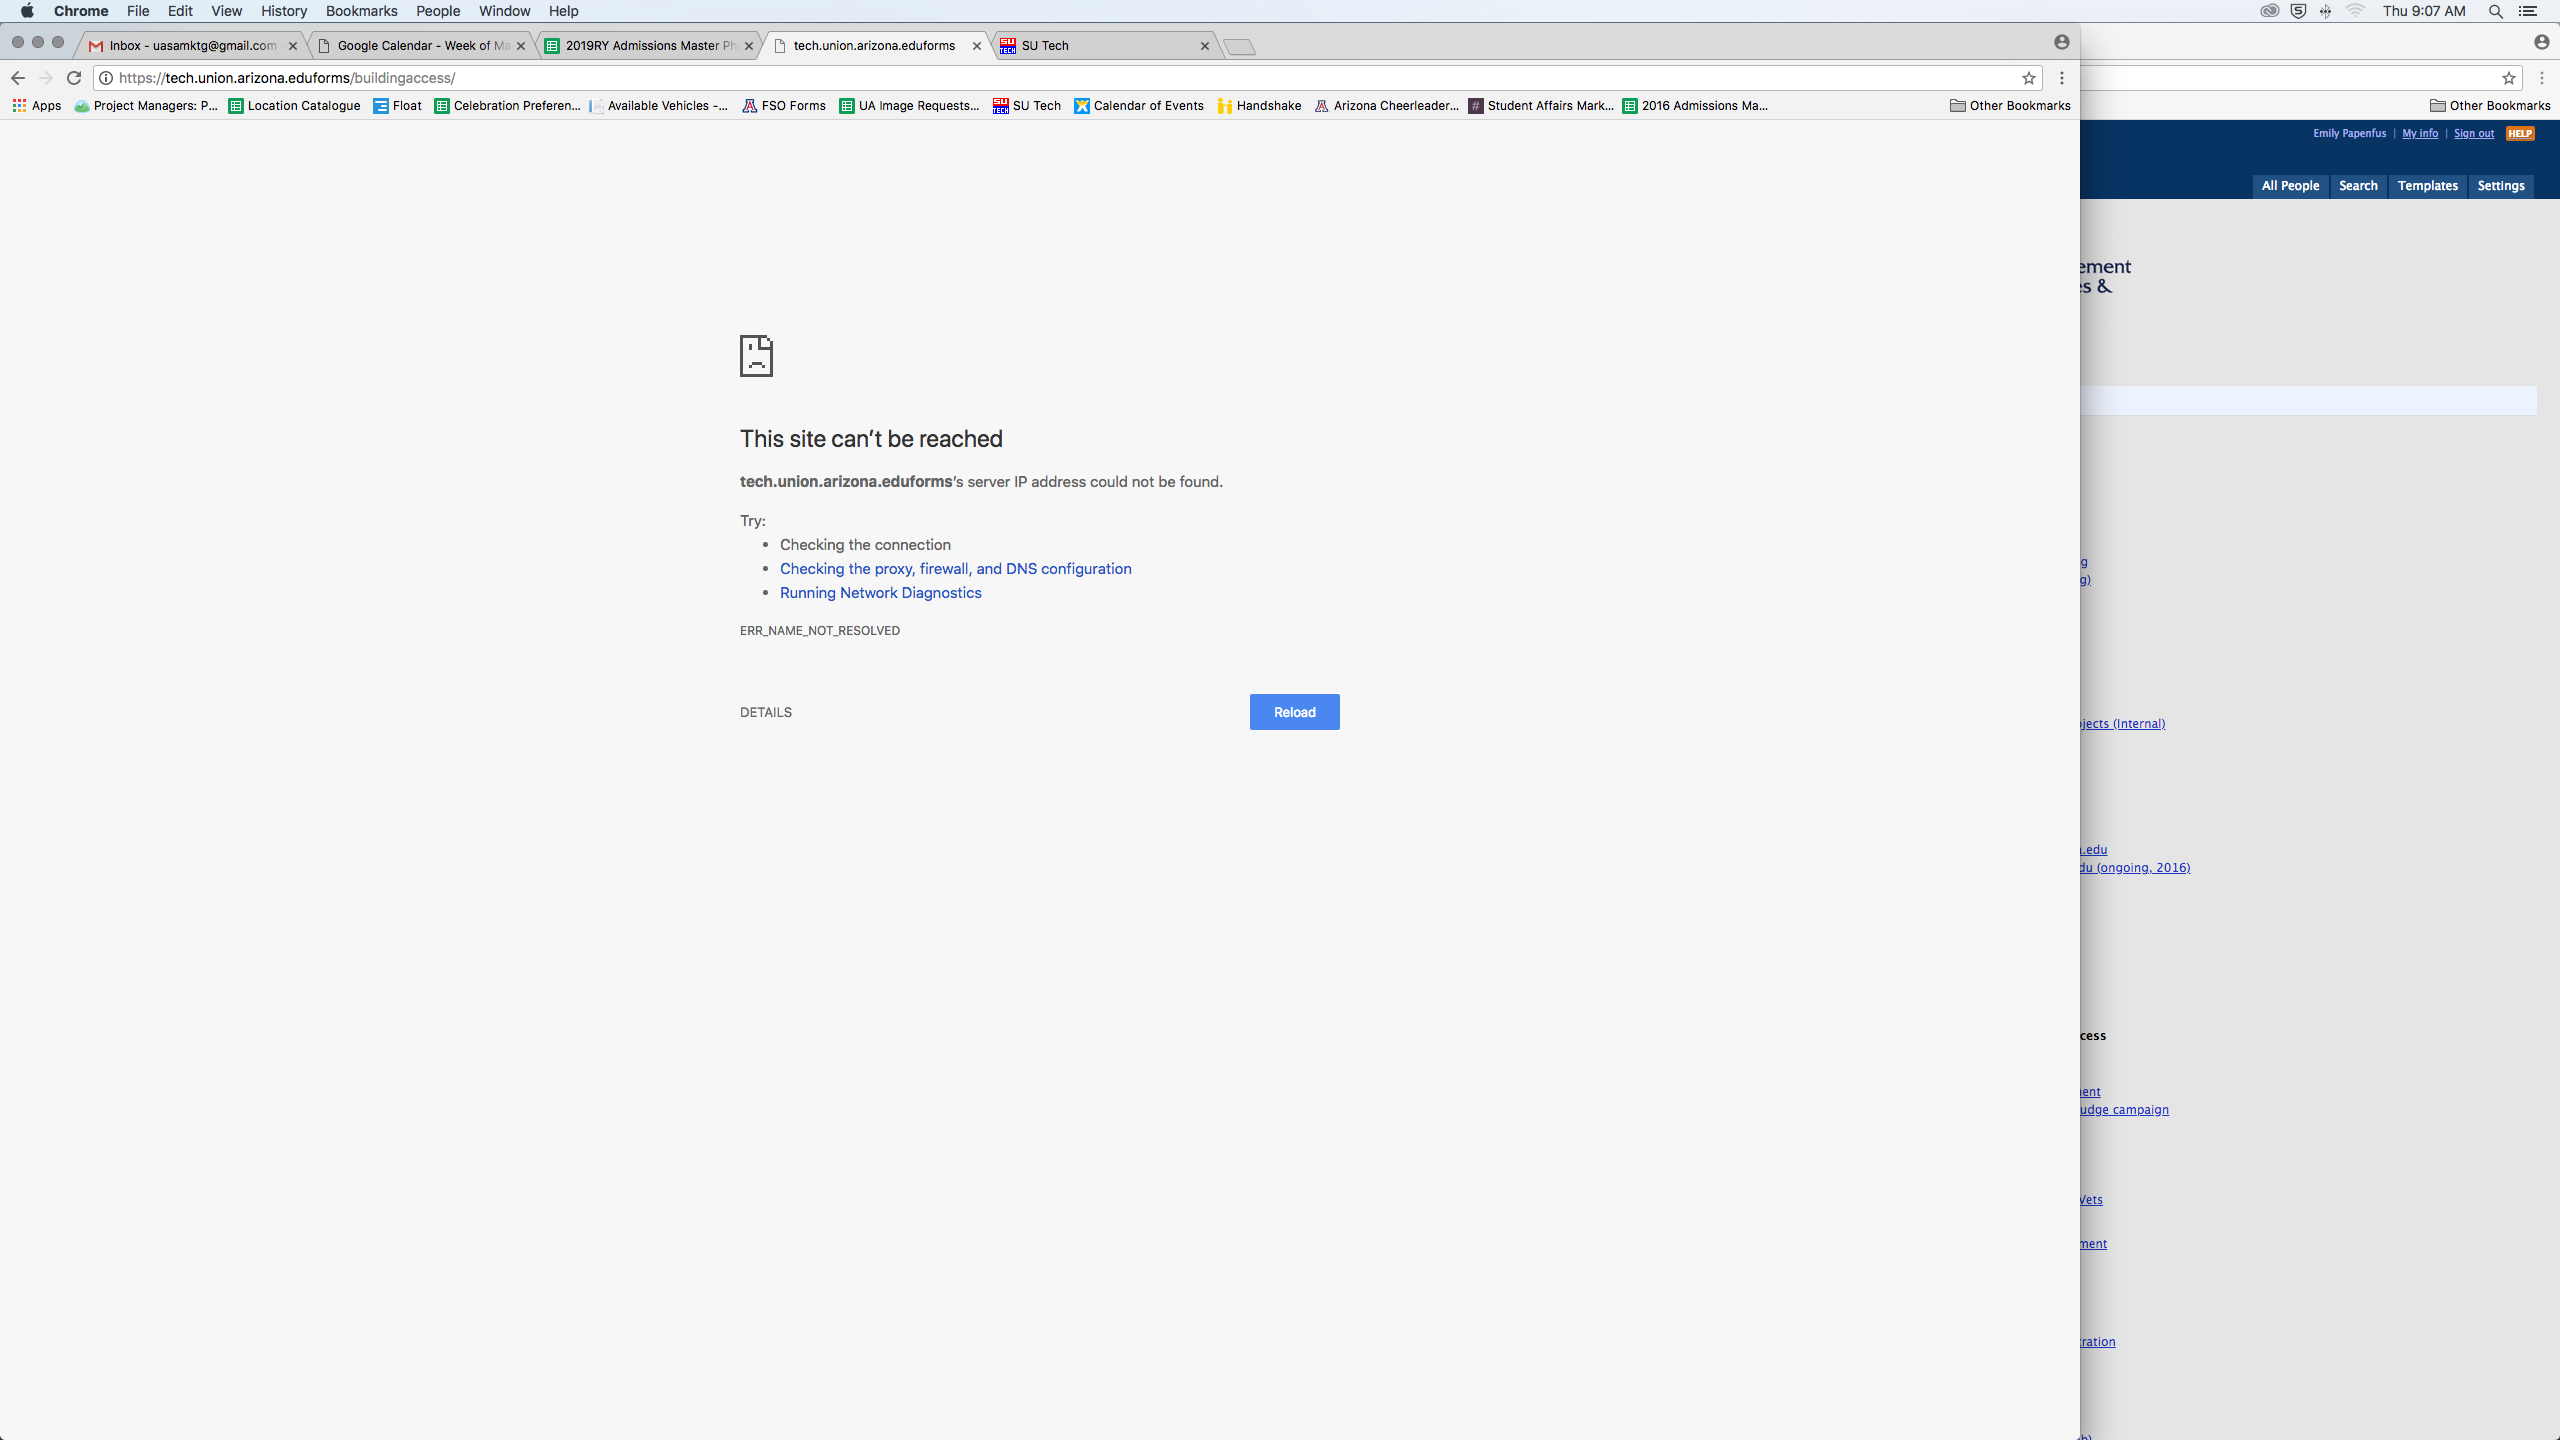 Chrome File Edit View History Bookmarks People Window Help Thu 9:07 AM
Inbox - uasamktg@gmail.com Google Calendar - Week of Ma 2019RY Admissions Master Ph tech.union.arizona.eduforms SU Tech
https://tech.union.arizona.eduforms/buildingaccess/
Apps Project Managers: P... Location Catalogue Float Celebration Preferen... Available Vehicles -... FSO Forms UA Image Requests... SU Tech Calendar of Events Handshake Arizona Cheerleader... Student Affairs Mark... 2016 Admissions Ma... Other Bookmarks Other Bookmarks
Emily Papenfus | My info | Sign out HELP
All People Search Templates Settings
ement
es &
This site can’t be reached
tech.union.arizona.eduforms’s server IP address could not be found.
Try:
• Checking the connection
• Checking the proxy, firewall, and DNS configuration
• Running Network Diagnostics
ERR_NAME_NOT_RESOLVED
DETAILS Reload
g
g)
jects (Internal)
.edu
du (ongoing, 2016)
cess
ent
udge campaign
Vets
ment
ration